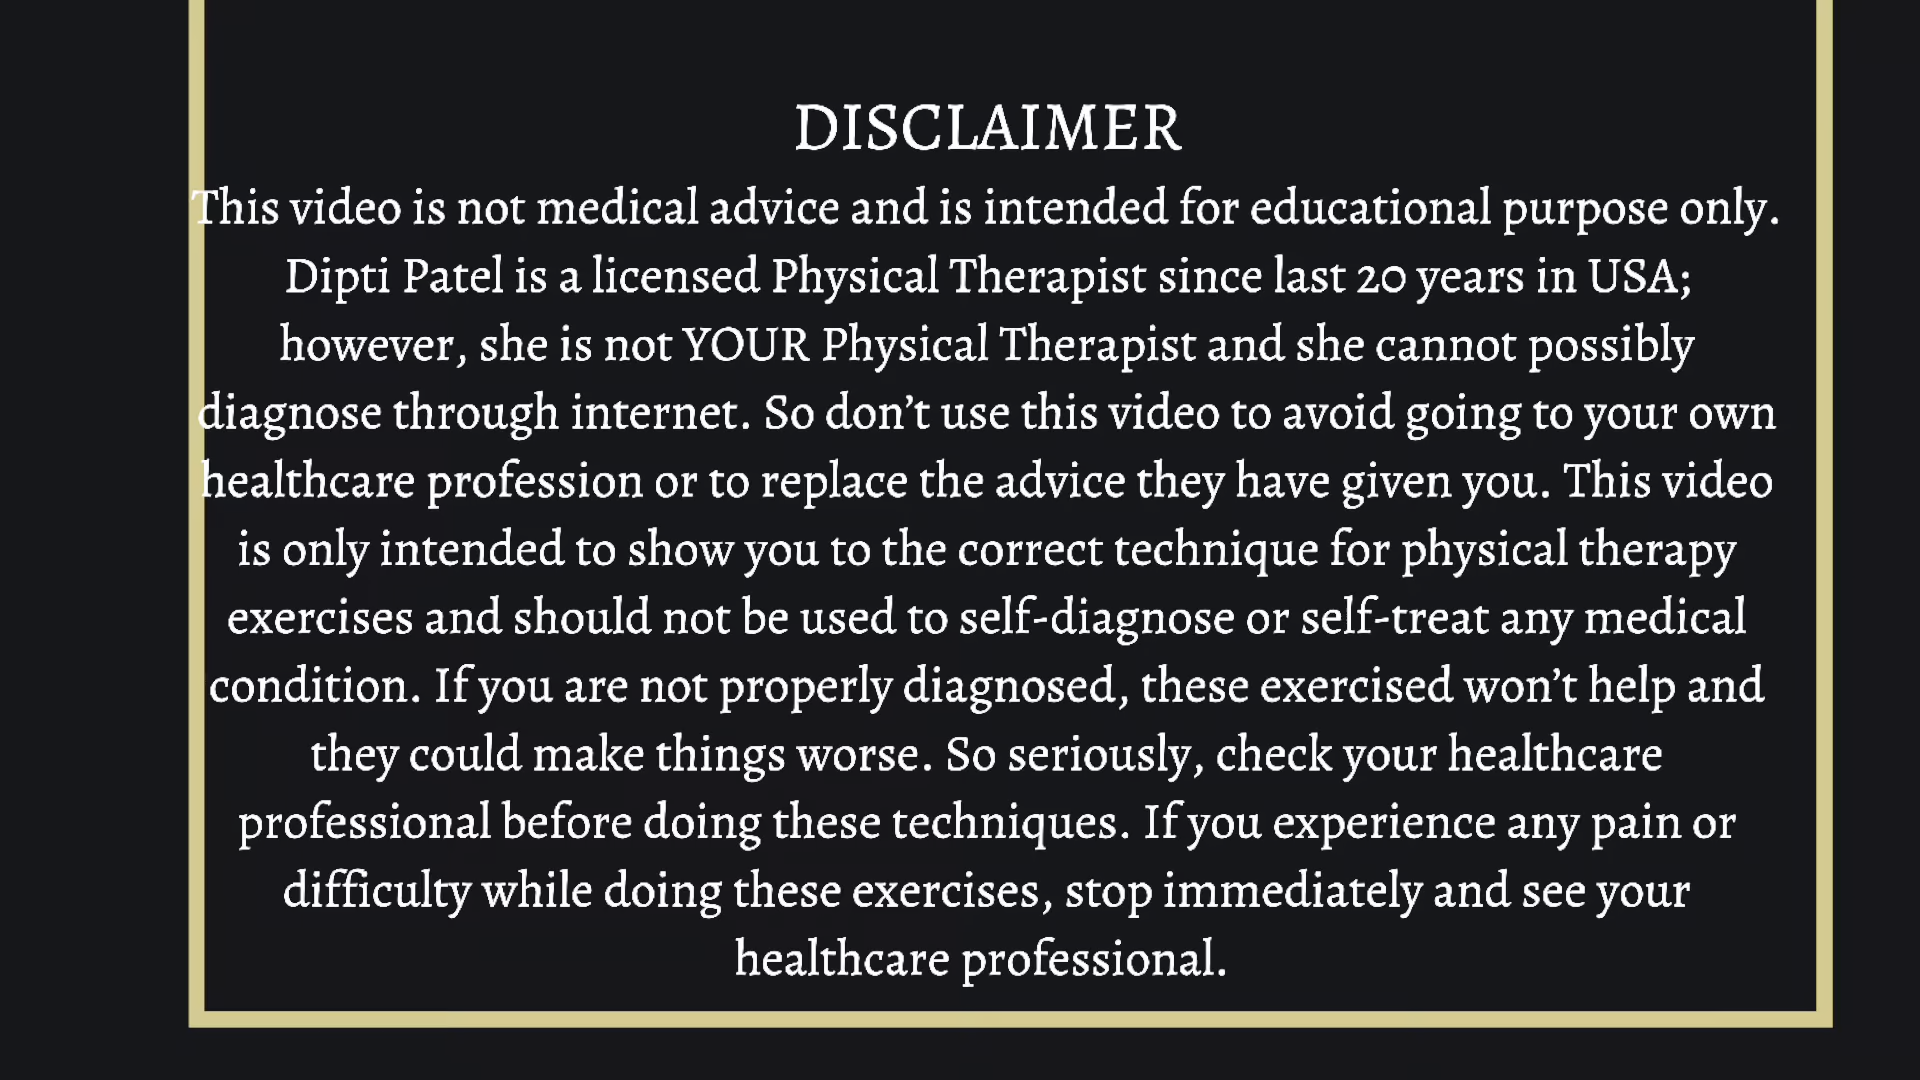 DISCLAIMER
This video is not medical advice and is intended for educational purpose only.
Dipti Patel is a licensed Physical Therapist since last 20 years in USA;
however, she is not YOUR Physical Therapist and she cannot possibly
diagnose through internet. So don’t use this video to avoid going to your own
healthcare profession or to replace the advice they have given you. This video
is only intended to show you to the correct technique for physical therapy
exercises and should not be used to self-diagnose or self-treat any medical
condition. If you are not properly diagnosed, these exercised won’t help and
they could make things worse. So seriously, check your healthcare
professional before doing these techniques. If you experience any pain or
difficulty while doing these exercises, stop immediately and see your
healthcare professional.